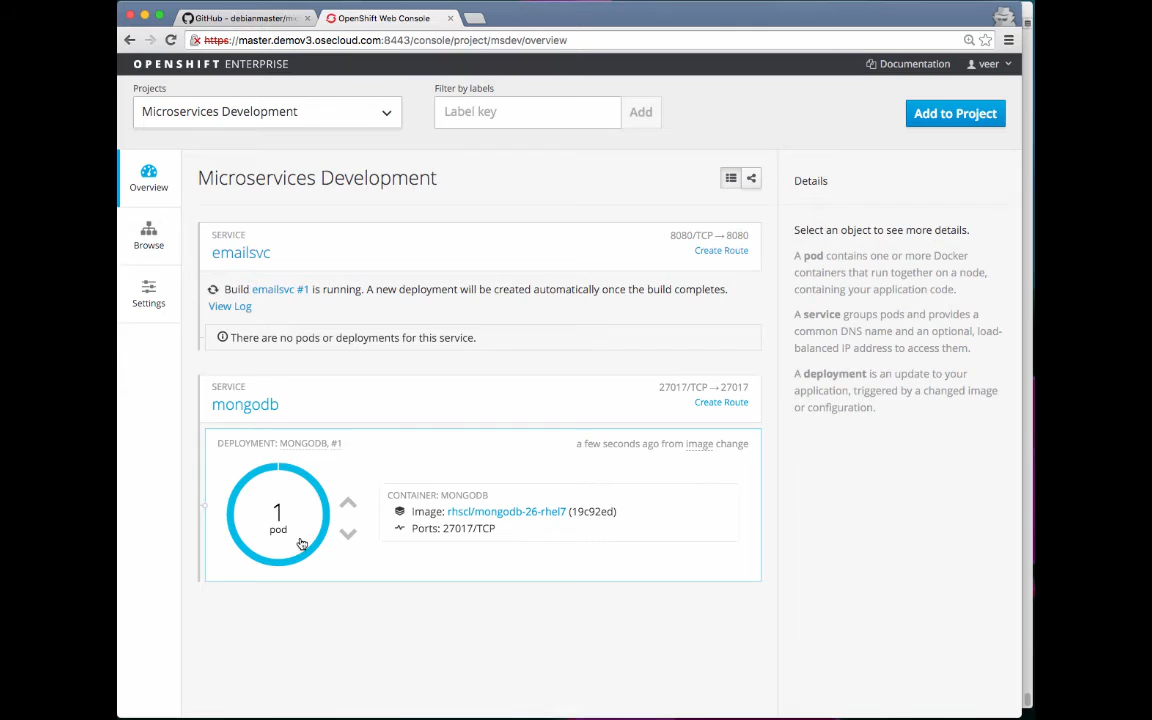 GitHub - debianmaster/mi
OpenShift Web Console
https://master.demov3.osecloud.com:8443/console/project/msdev/overview
OPENSHIFT ENTERPRISE
Documentation
veer
Projects
Filter by labels
Microservices Development
Label key
Add
Add to Project
Overview
Browse
Settings
Microservices Development
SERVICE
emailsvc
8080/TCP → 8080
Create Route
Build emailsvc #1 is running. A new deployment will be created automatically once the build completes.
View Log
There are no pods or deployments for this service.
SERVICE
mongodb
27017/TCP → 27017
Create Route
DEPLOYMENT: MONGODB, #1
a few seconds ago from image change
1
pod
CONTAINER: MONGODB
Image: rhscl/mongodb-26-rhel7 (19c92ed)
Ports: 27017/TCP
Details
Select an object to see more details.
A pod contains one or more Docker
containers that run together on a node,
containing your application code.
A service groups pods and provides a
common DNS name and an optional, load-
balanced IP address to access them.
A deployment is an update to your
application, triggered by a changed image
or configuration.